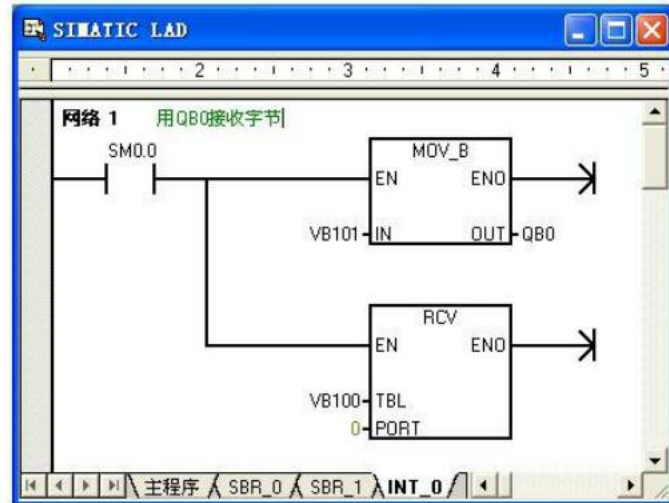 SIMATIC LAD
2 3 4 5
网络 1 用QB0接收字节
SM0.0
MOV_B
EN ENO
VB101 IN OUT QB0
RCV
EN ENO
VB100 TBL
0 PORT
主程序 SBR_0 SBR_1 INT_0